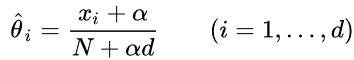 θ̂ᵢ = (xᵢ + α) / (N + αd)    (i = 1, …, d)